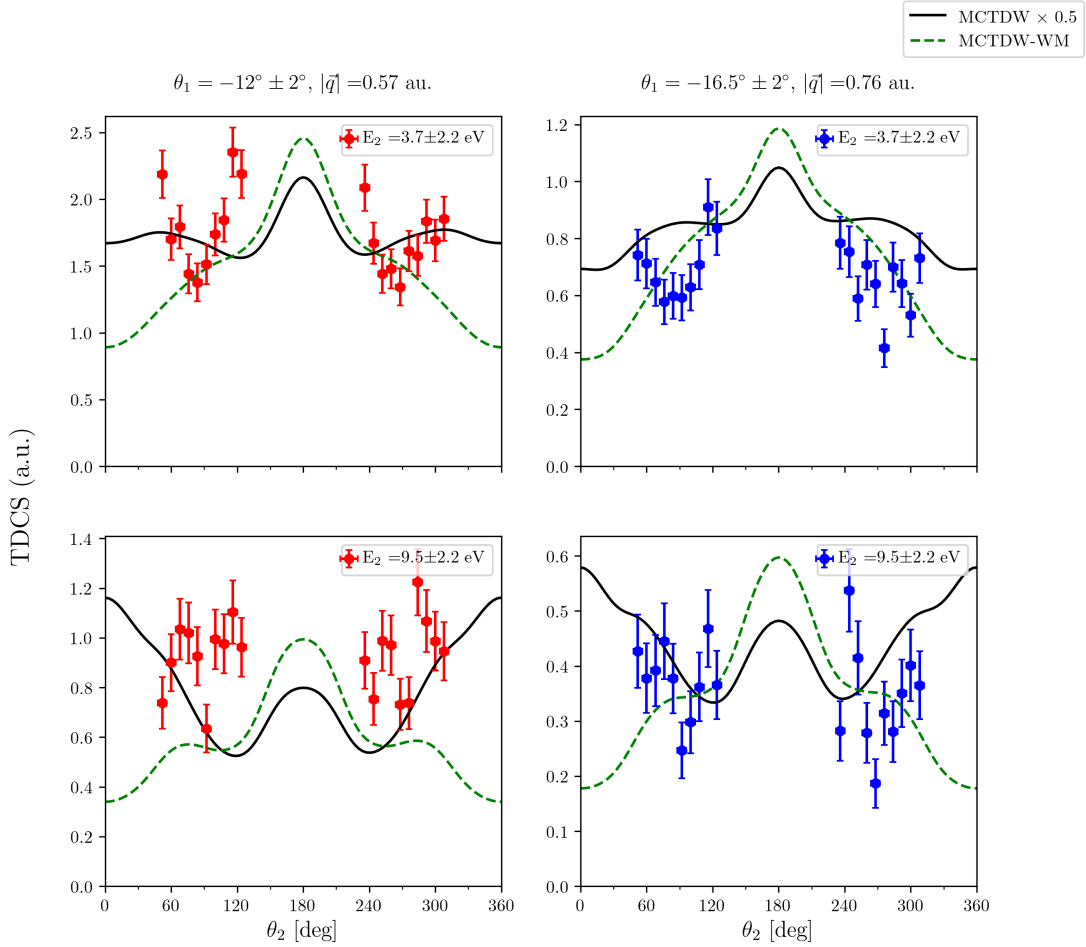 MCTDW × 0.5
MCTDW-WM
θ₁ = −12° ± 2°, |q⃗| =0.57 au.
θ₁ = −16.5° ± 2°, |q⃗| =0.76 au.
E₂ =3.7±2.2 eV
2.5
2.0
1.5
1.0
0.5
0.0
E₂ =3.7±2.2 eV
1.2
1.0
0.8
0.6
0.4
0.2
0.0
TDCS (a.u.)
E₂ =9.5±2.2 eV
1.4
1.2
1.0
0.8
0.6
0.4
0.2
0.0
0 60 120 180 240 300 360
θ₂ [deg]
E₂ =9.5±2.2 eV
0.6
0.5
0.4
0.3
0.2
0.1
0.0
0 60 120 180 240 300 360
θ₂ [deg]